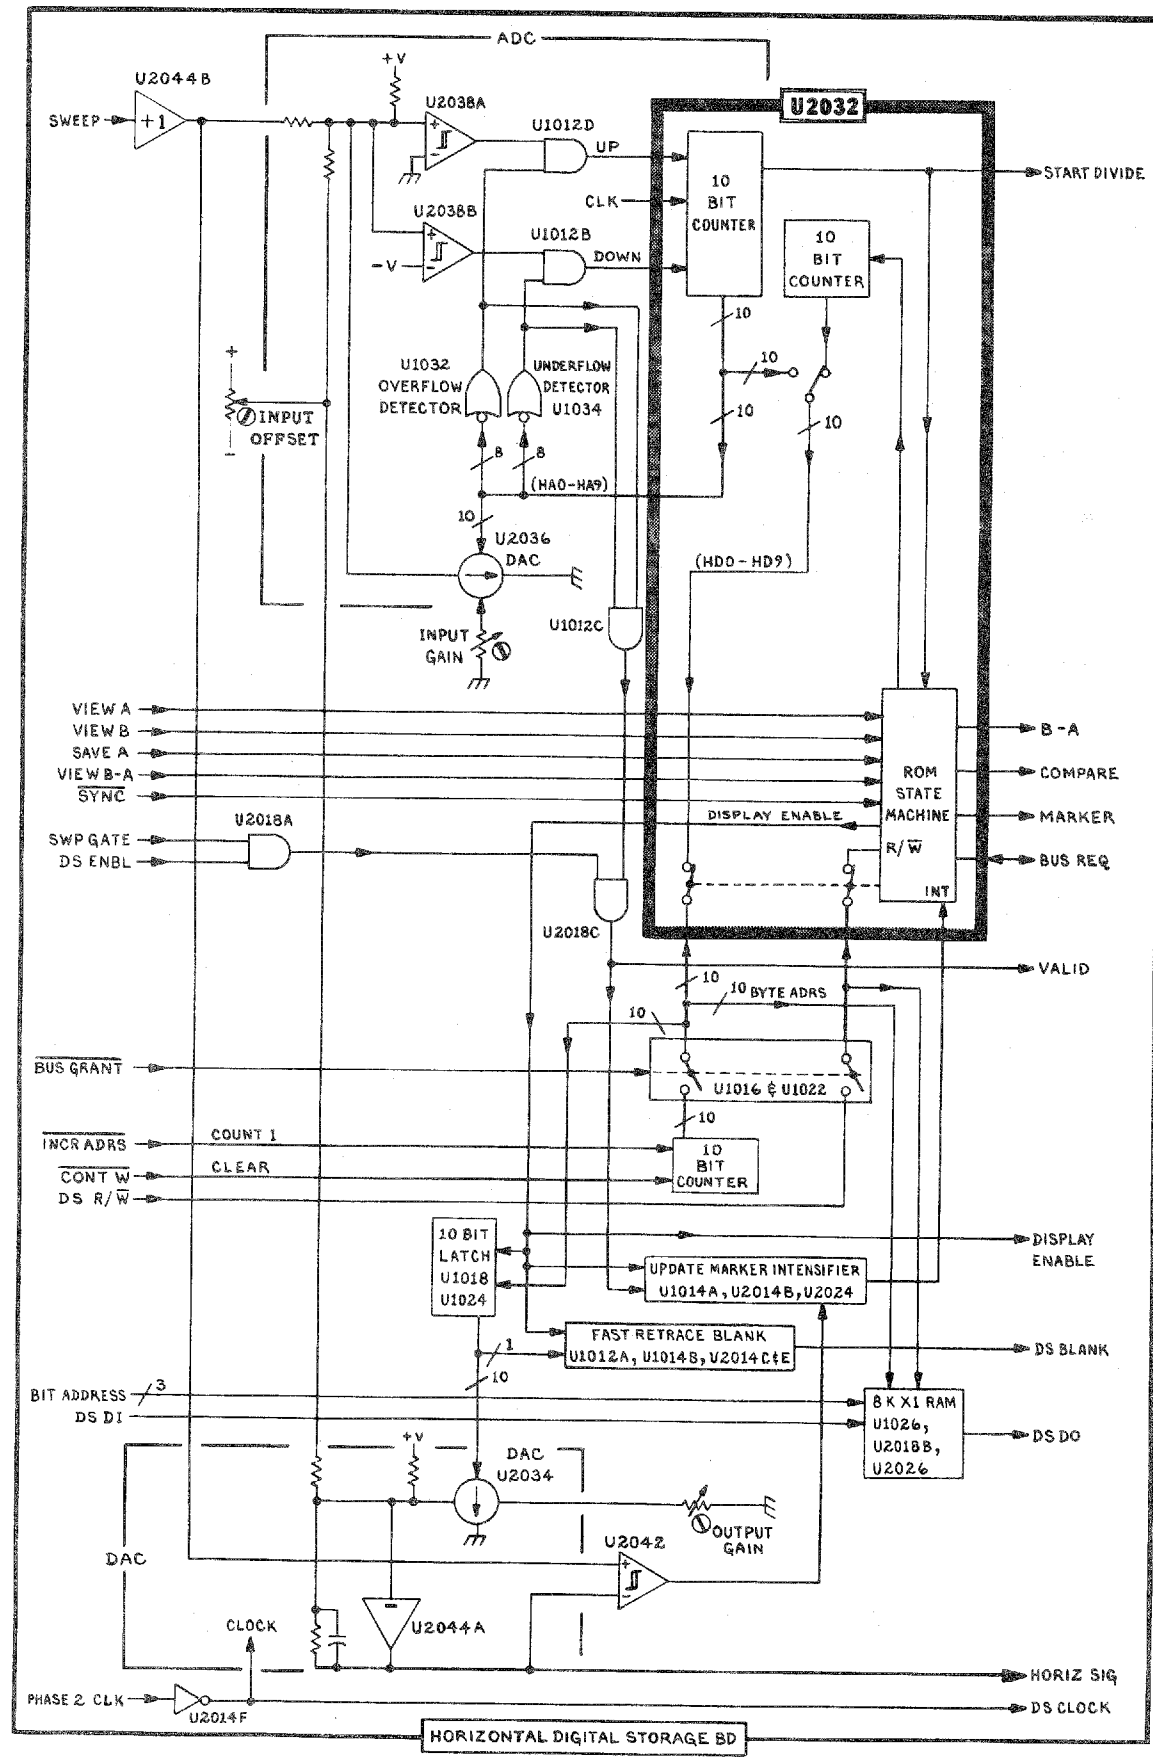 ADC
+V
U2044B
U2032
SWEEP
+1
U2038A
+
-
U1012D
UP
10
BIT
COUNTER
START DIVIDE
CLK
U2038B
+
-
-V
U1012B
DOWN
10
BIT
COUNTER
10
10
10
10
+
-
INPUT
OFFSET
U1032
OVERFLOW
DETECTOR
UNDERFLOW
DETECTOR
U1034
8
8
(HA0-HA9)
10
U2036
DAC
(HD0-HD9)
INPUT
GAIN
U1012C
VIEW A
VIEW B
SAVE A
VIEW B-A
SYNC
ROM
STATE
MACHINE
R/W
INT
B-A
COMPARE
MARKER
BUS REQ
DISPLAY ENABLE
SWP GATE
DS ENBL
U2018A
U2018C
VALID
10
10
BYTE ADRS
10
BUS GRANT
U1016 & U1022
10
INCR ADRS
COUNT 1
CONT W
CLEAR
DS R/W
10
BIT
COUNTER
10 BIT
LATCH
U1018
U1024
DISPLAY
ENABLE
UPDATE MARKER INTENSIFIER
U1014A, U2014B, U2024
FAST RETRACE BLANK
U1012A, U1014B, U2014C&E
DS BLANK
1
10
BIT ADDRESS
3
DS DI
8K X1 RAM
U1026,
U2018B,
U2026
DS DO
+V
DAC
U2034
OUTPUT
GAIN
DAC
U2042
+
-
-
U2044A
CLOCK
HORIZ SIG
PHASE 2 CLK
U2014F
DS CLOCK
HORIZONTAL DIGITAL STORAGE BD